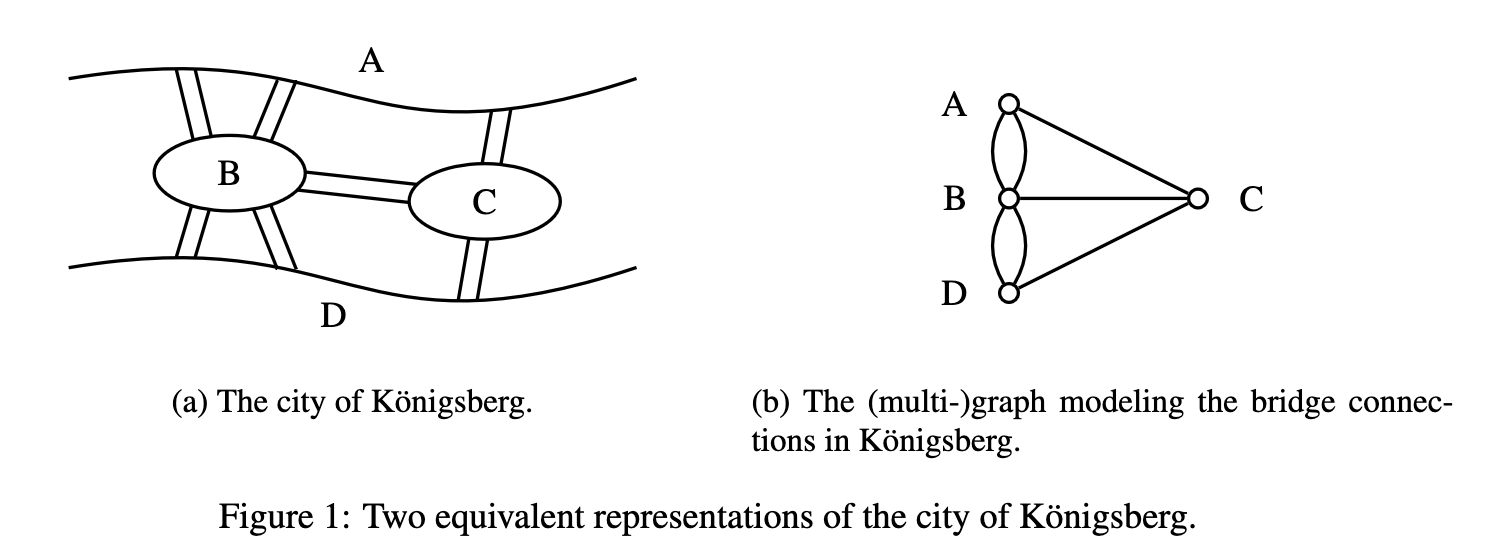 A
B
C
D
A
B
C
D
(a) The city of Königsberg.
(b) The (multi-)graph modeling the bridge connec-
tions in Königsberg.
Figure 1: Two equivalent representations of the city of Königsberg.